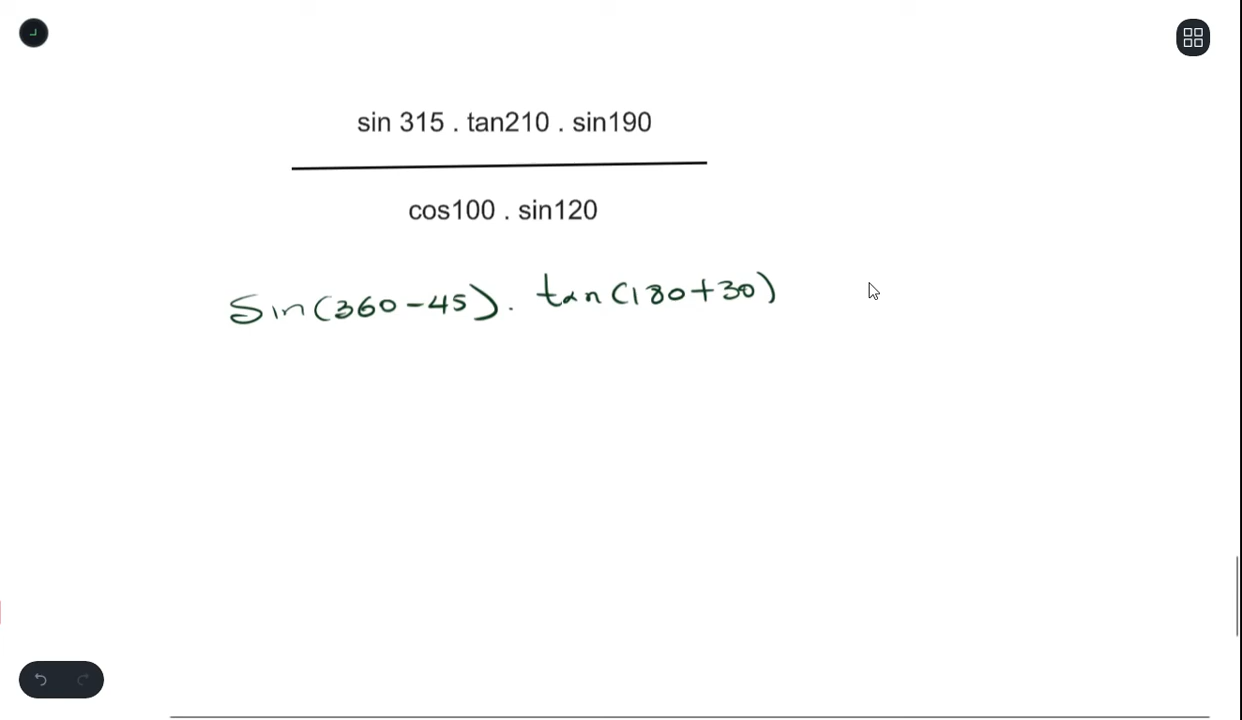 sin 315 . tan210 . sin190
cos100 . sin120
Sin(360-45). tan(180+30)